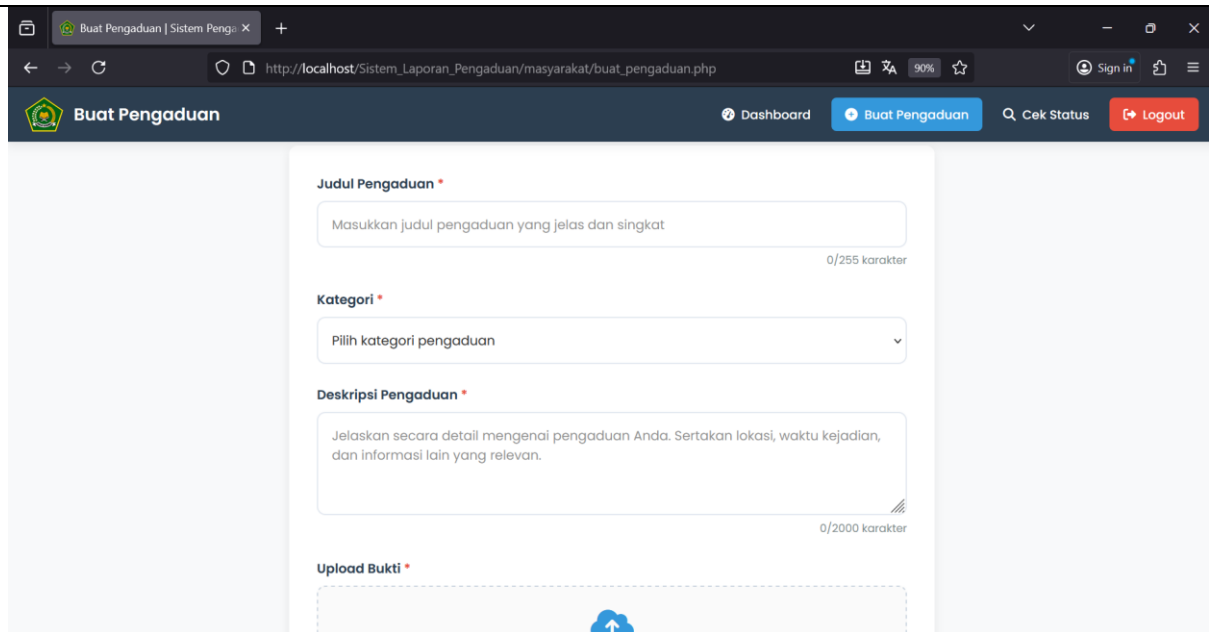 Buat Pengaduan | Sistem Penga
http://localhost/Sistem_Laporan_Pengaduan/masyarakat/buat_pengaduan.php
90%
Sign in
Buat Pengaduan
Dashboard
Buat Pengaduan
Cek Status
Logout
Judul Pengaduan *
Masukkan judul pengaduan yang jelas dan singkat
0/255 karakter
Kategori *
Pilih kategori pengaduan
Deskripsi Pengaduan *
Jelaskan secara detail mengenai pengaduan Anda. Sertakan lokasi, waktu kejadian,
dan informasi lain yang relevan.
0/2000 karakter
Upload Bukti *